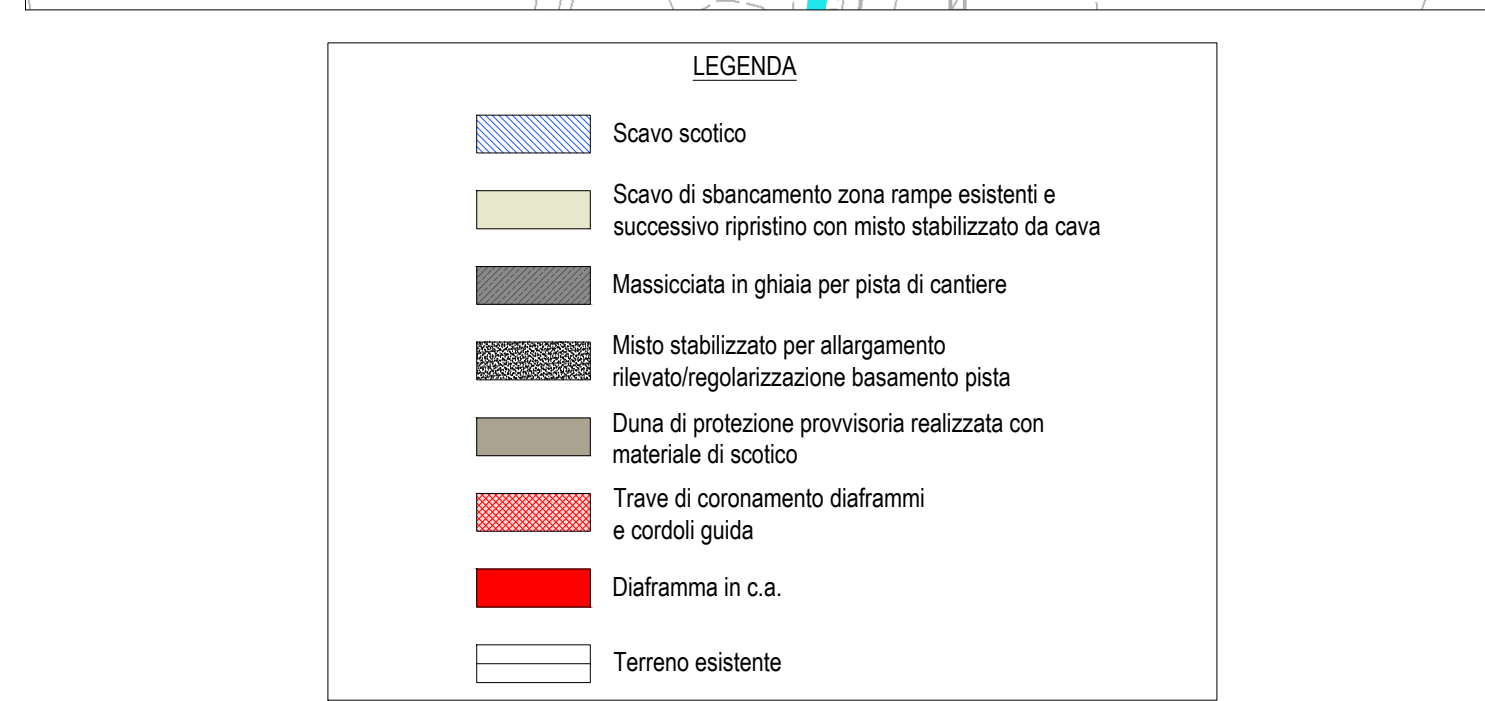 LEGENDA
Scavo scotico
Scavo di sbancamento zona rampe esistenti e
successivo ripristino con misto stabilizzato da cava
Massicciata in ghiaia per pista di cantiere
Misto stabilizzato per allargamento
rilevato/regolarizzazione basamento pista
Duna di protezione provvisoria realizzata con
materiale di scotico
Trave di coronamento diaframmi
e cordoli guida
Diaframma in c.a.
Terreno esistente